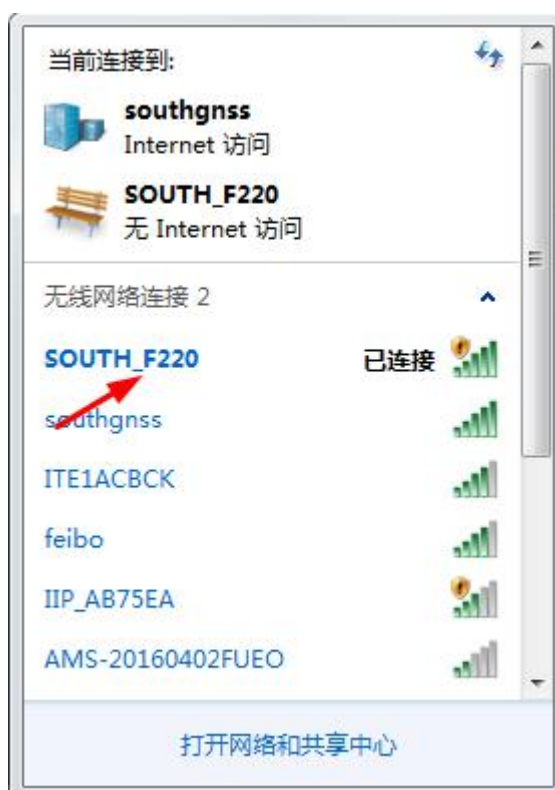 当前连接到:
southgnss
Internet 访问
SOUTH_F220
无 Internet 访问
无线网络连接 2
SOUTH_F220 已连接
southgnss
ITE1ACBCK
feibo
IIP_AB75EA
AMS-20160402FUEO
打开网络和共享中心